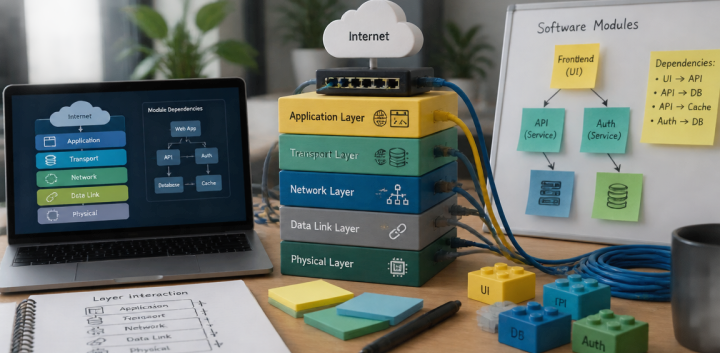 Internet
Application
Transport
Network
Data Link
Physical
Module Dependencies
Web App
API
Auth
Database
Cache
Internet
Application Layer
Transport Layer
Network Layer
Data Link Layer
Physical Layer
Software Modules
Frontend
(UI)
API
(Service)
Auth
(Service)
Dependencies:
• UI → API
• API → DB
• API → Cache
• Auth → DB
Layer interaction
Application
Transport
Network
Data Link
Physical
UI
DB
Auth